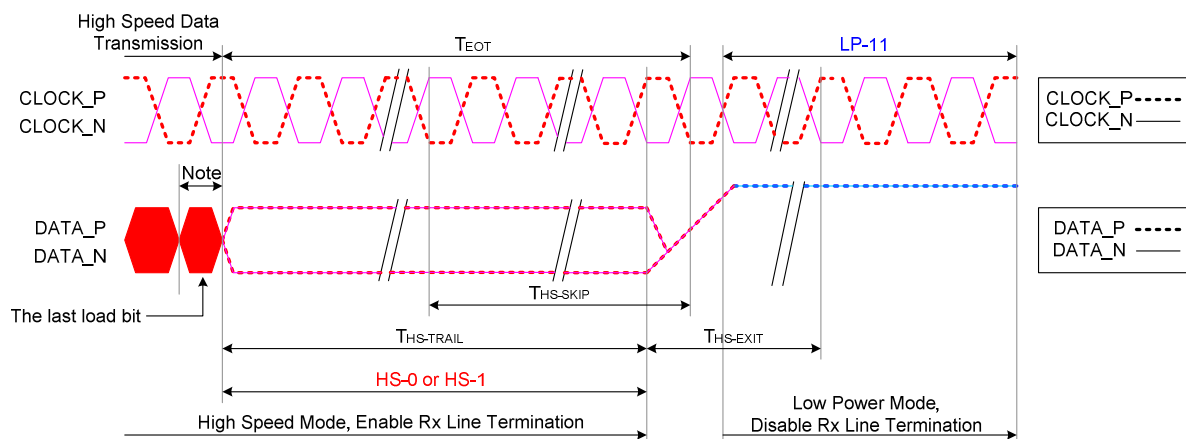 High Speed Data
Transmission
TEOT
LP-11
CLOCK_P
CLOCK_N
CLOCK_P
CLOCK_N
Note
DATA_P
DATA_N
DATA_P
DATA_N
THS-SKIP
The last load bit
THS-TRAIL
THS-EXIT
HS-0 or HS-1
High Speed Mode, Enable Rx Line Termination
Low Power Mode,
Disable Rx Line Termination